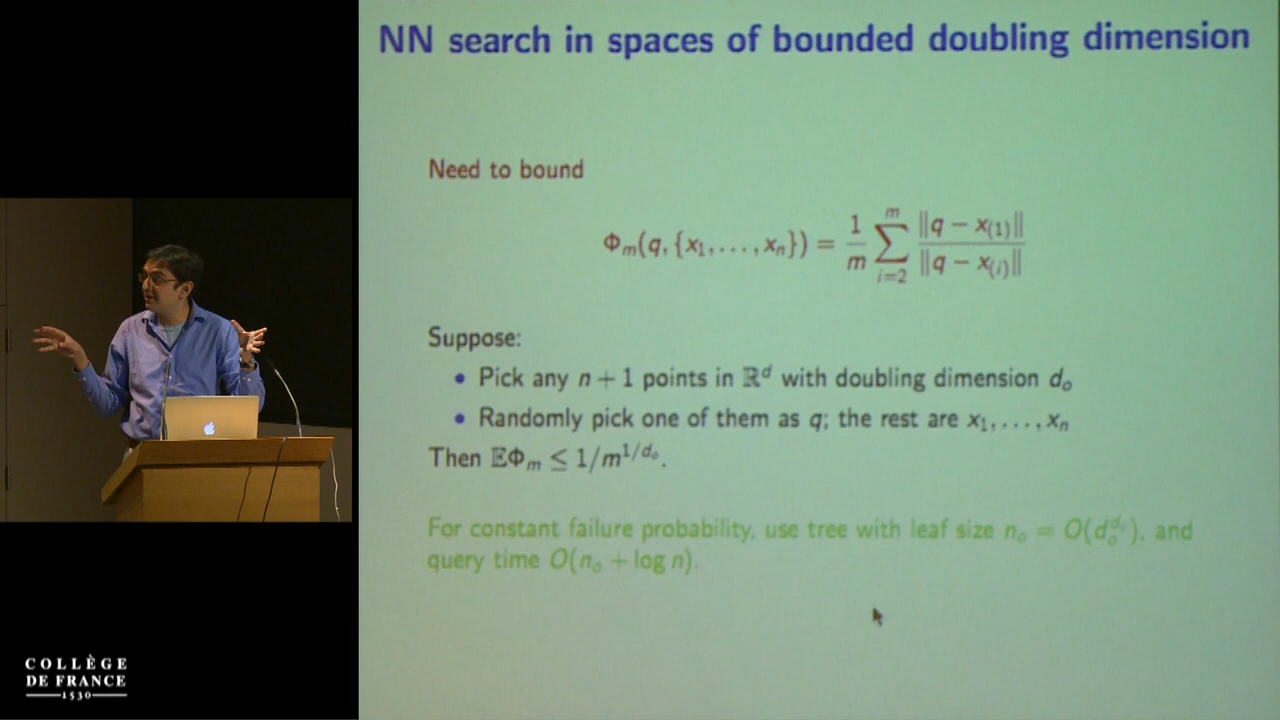 NN search in spaces of bounded doubling dimension
Need to bound
Φ_m(q, {x_1, . . . , x_n}) = \frac{1}{m} \sum_{i=2}^{m} \frac{‖q − x_{(1)}‖}{‖q − x_{(i)}‖}
Suppose:
• Pick any n + 1 points in ℝ^d with doubling dimension d_o
• Randomly pick one of them as q; the rest are x_1, . . . , x_n
Then 𝔼Φ_m ≤ 1/m^{1/d_o}.
For constant failure probability, use tree with leaf size n_o = O(d_o^{d_o}), and
query time O(n_o + log n).
COLLÈGE
DE FRANCE
1530